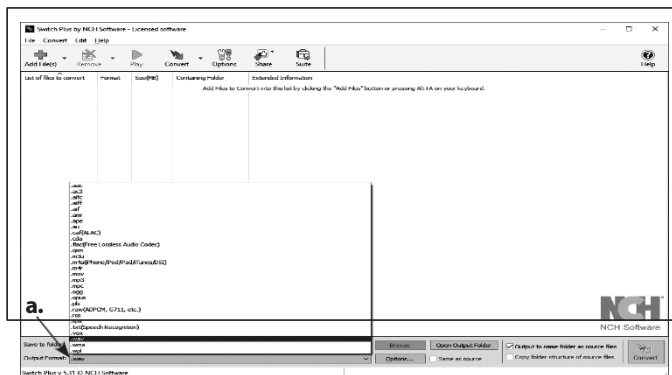 Switch Plus by NCH Software - Licensed software
File Convert Edit Help
Add File(s) Remove Play Convert Options Share Suite Help
List of files to convert Format Size(MB) Containing Folder Extended Information
Add Files to Convert into the list by clicking the "Add Files" button or pressing Alt FA on your keyboard.
.aac
.ac3
.aifc
.aiff
.aif
.amr
.ape
.au
.caf(ALAC)
.cda
.flac(Free Lossless Audio Codec)
.gsm
.m3u
.m4a(iPhone/iPod/iPad/iTunes/DSi)
.m4r
.mov
.mp3
.mpc
.ogg
.opus
.pls
.raw(ADPCM, G711, etc.)
.rss
.spx
.txt(Speech Recognition)
.vox
.wav
.wma
.wpl
a.
NCH
NCH Software
Save to folder: Browse Open Output Folder Output to same folder as source files
Output Format: .wav Options... Same as source Copy folder structure of source files Convert
Switch Plus v 5.31 © NCH Software